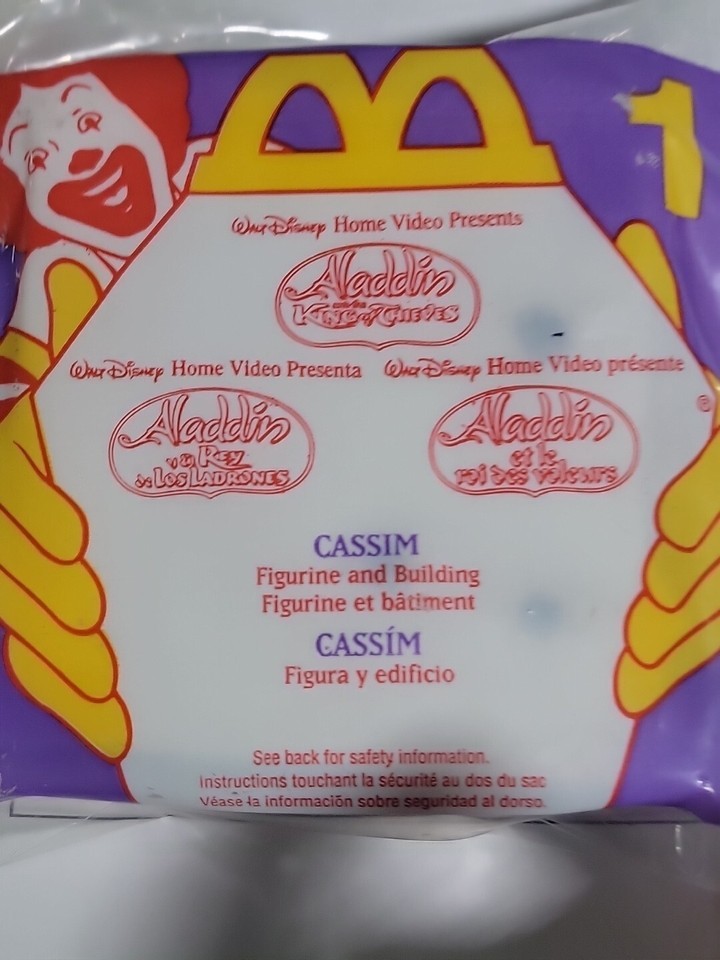 1
Walt Disney Home Video Presents
Aladdin
and the
King of Thieves
Walt Disney Home Video Presenta
Aladdin
y el Rey
de Los Ladrones
Walt Disney Home Video présente
Aladdin
et le
roi des voleurs
®
CASSIM
Figurine and Building
Figurine et bâtiment
CASSÍM
Figura y edificio
See back for safety information.
Instructions touchant la sécurité au dos du sac
Véase la información sobre seguridad al dorso.